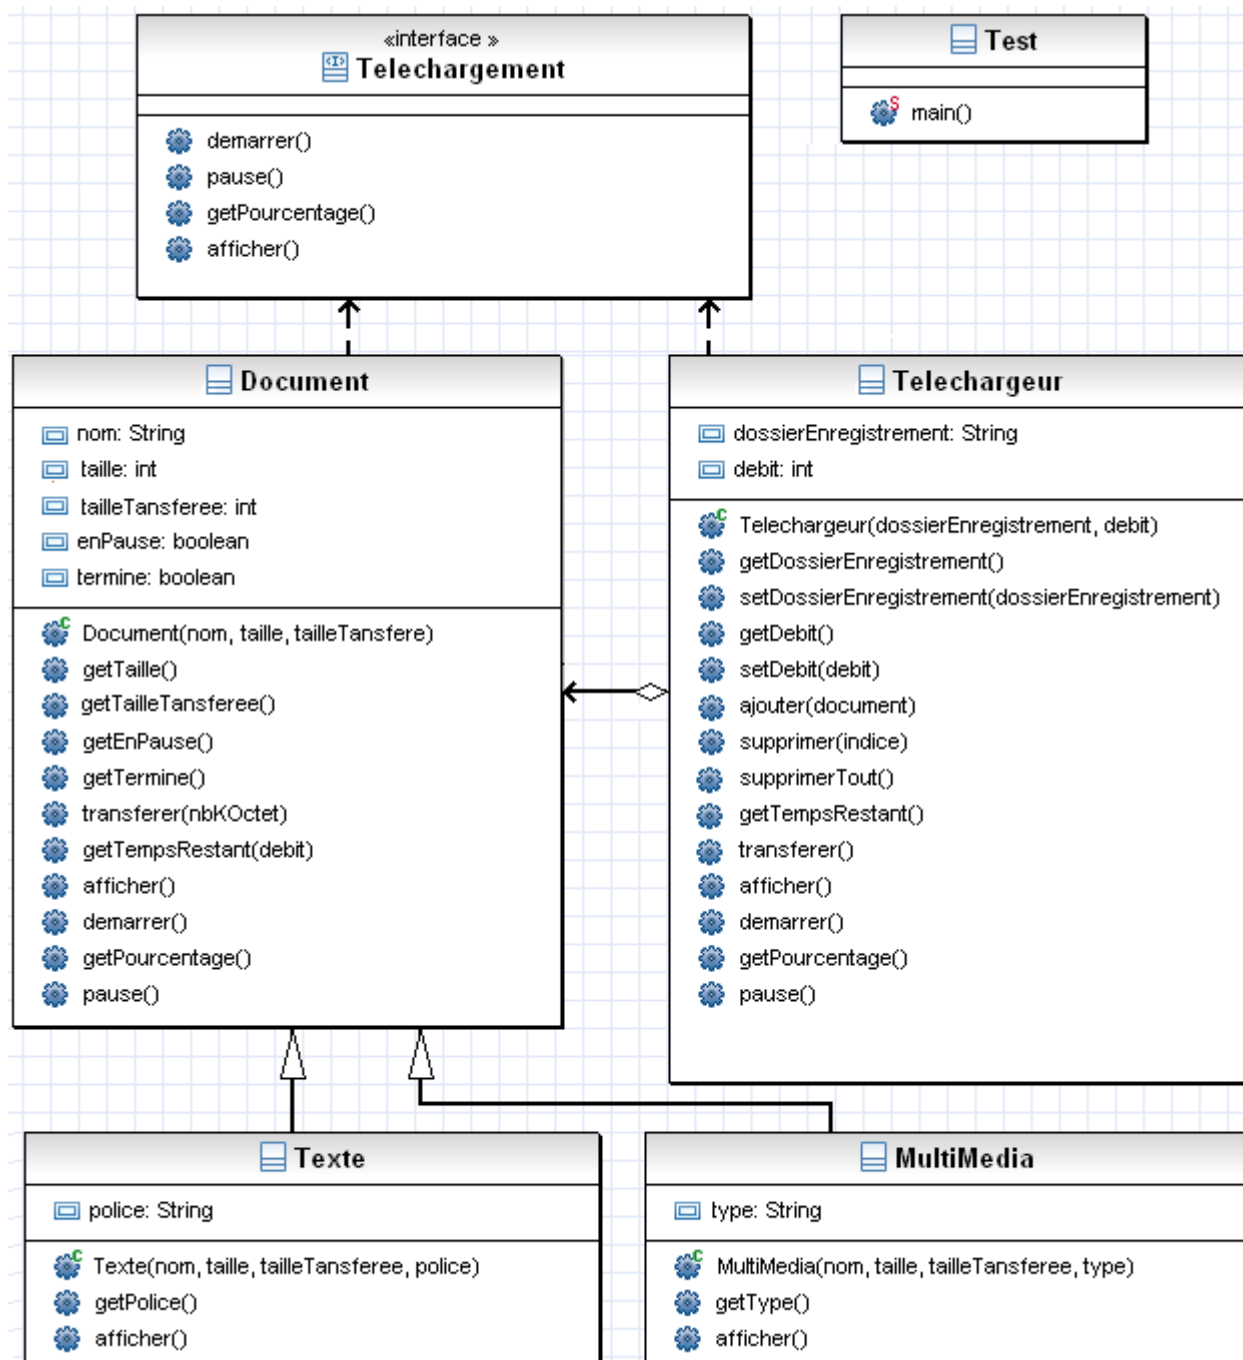 «interface »
Telechargement
demarrer()
pause()
getPourcentage()
afficher()
Test
main()
Document
nom: String
taille: int
tailleTansferee: int
enPause: boolean
termine: boolean
Document(nom, taille, tailleTansfere)
getTaille()
getTailleTansferee()
getEnPause()
getTermine()
transferer(nbKOctet)
getTempsRestant(debit)
afficher()
demarrer()
getPourcentage()
pause()
Telechargeur
dossierEnregistrement: String
debit: int
Telechargeur(dossierEnregistrement, debit)
getDossierEnregistrement()
setDossierEnregistrement(dossierEnregistrement)
getDebit()
setDebit(debit)
ajouter(document)
supprimer(indice)
supprimerTout()
getTempsRestant()
transferer()
afficher()
demarrer()
getPourcentage()
pause()
Texte
police: String
Texte(nom, taille, tailleTansferee, police)
getPolice()
afficher()
MultiMedia
type: String
MultiMedia(nom, taille, tailleTansferee, type)
getType()
afficher()